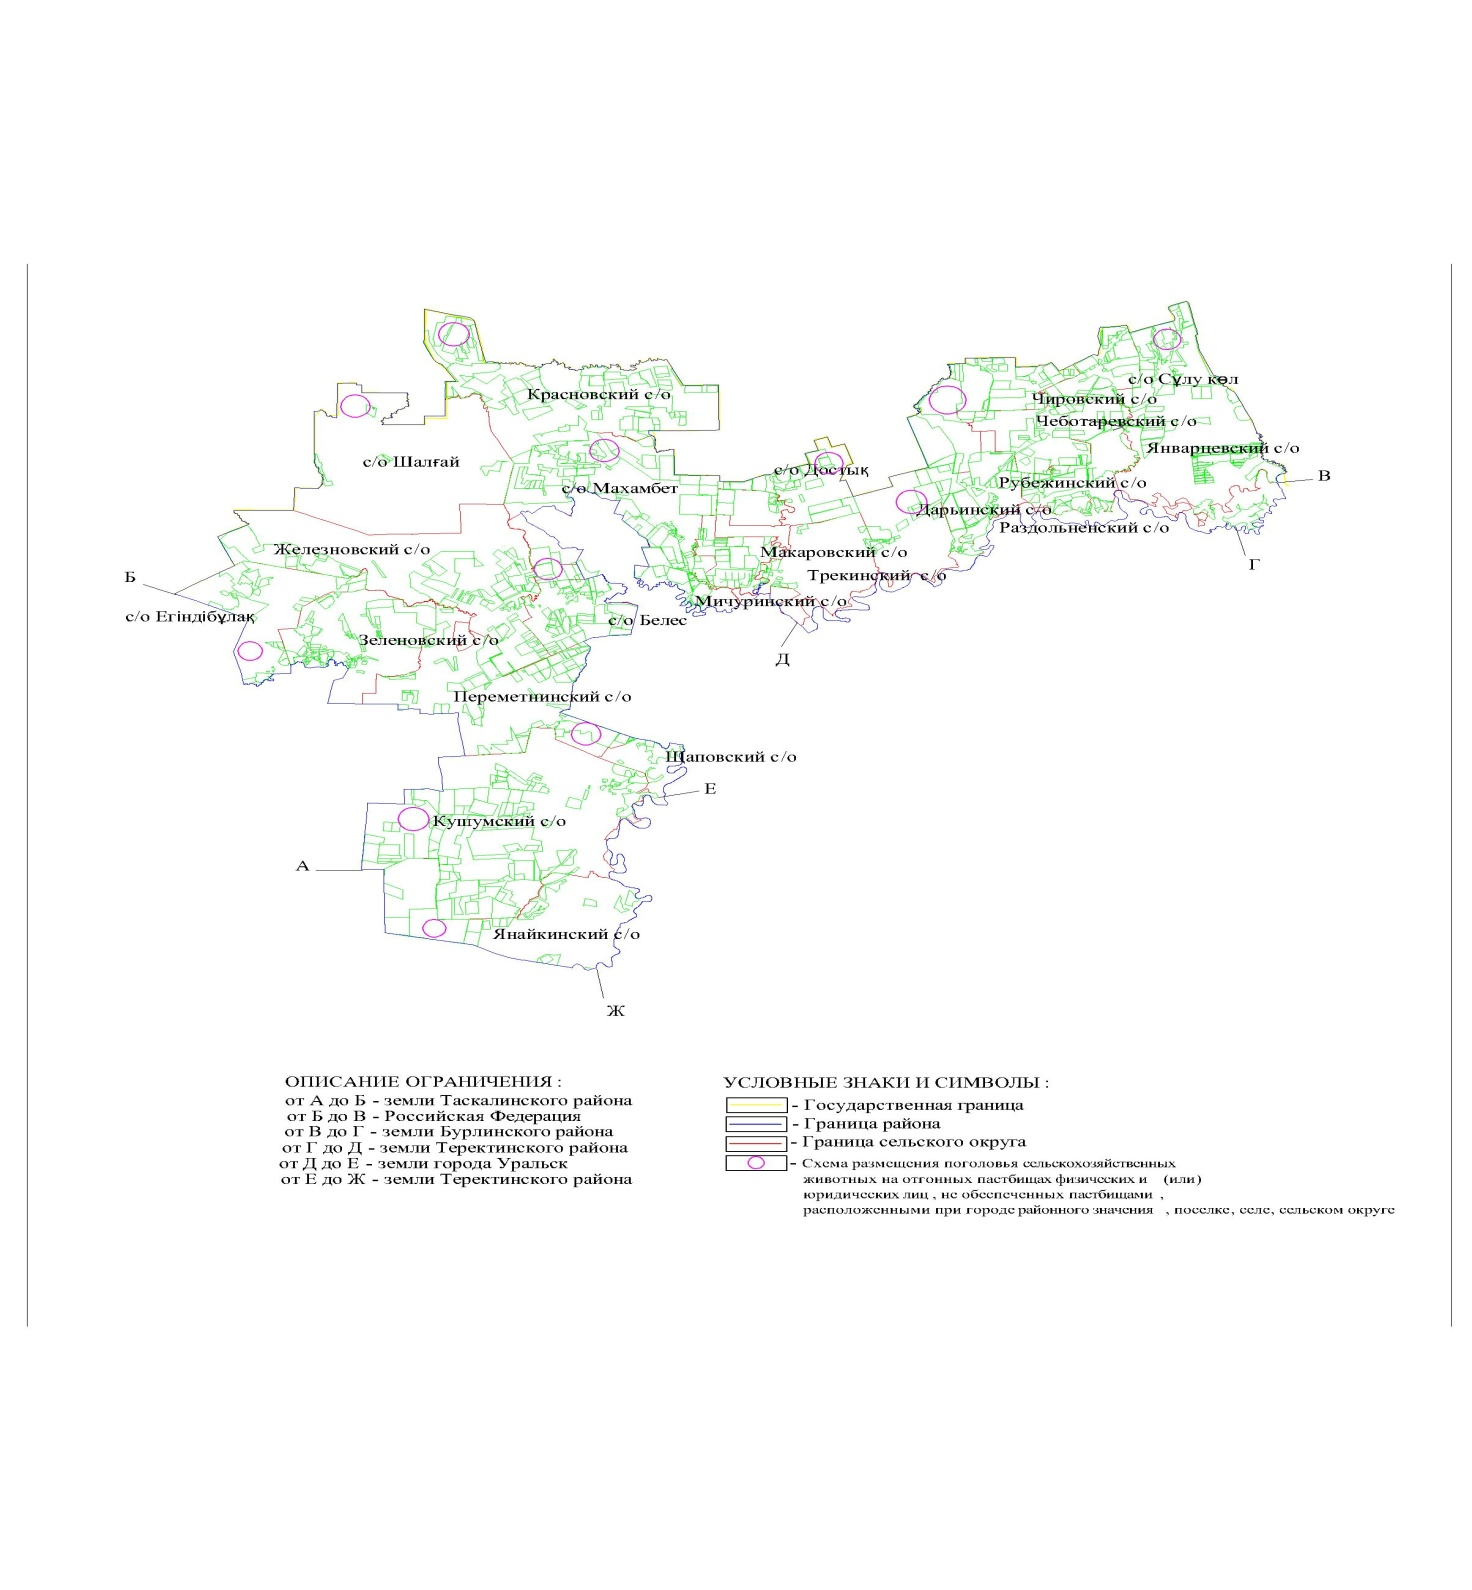 с/о Сұлу көл
Красновский с/о
Чировский с/о
Чеботаревский с/о
Январневский с/о
с/о Шалғай
с/о Достық
В
с/о Махамбет
Рубежинский с/о
Дарьинский с/о
Раздольненский с/о
Железновский с/о
Макаровский с/о
Г
Б
Трекинский с/о
Мичуринский с/о
с/о Егіндібұлақ
с/о Белес
Зеленовский с/о
Д
Переметнинский с/о
Щаповский с/о
Е
Кушумский с/о
А
Янайкинский с/о
Ж
ОПИСАНИЕ ОГРАНИЧЕНИЯ :
от А до Б - земли Таскалинского района
от Б до В - Российская Федерация
от В до Г - земли Бурлинского района
от Г до Д - земли Теректинского района
от Д до Е - земли города Уральск
от Е до Ж - земли Теректинского района
УСЛОВНЫЕ ЗНАКИ И СИМВОЛЫ :
- Государственная граница
- Граница района
- Граница сельского округа
- Схема размещения поголовья сельскохозяйственных
животных на отгонных пастбищах физических и (или)
юридических лиц , не обеспеченных пастбищами ,
расположенными при городе районного значения , поселке, селе, сельском округе